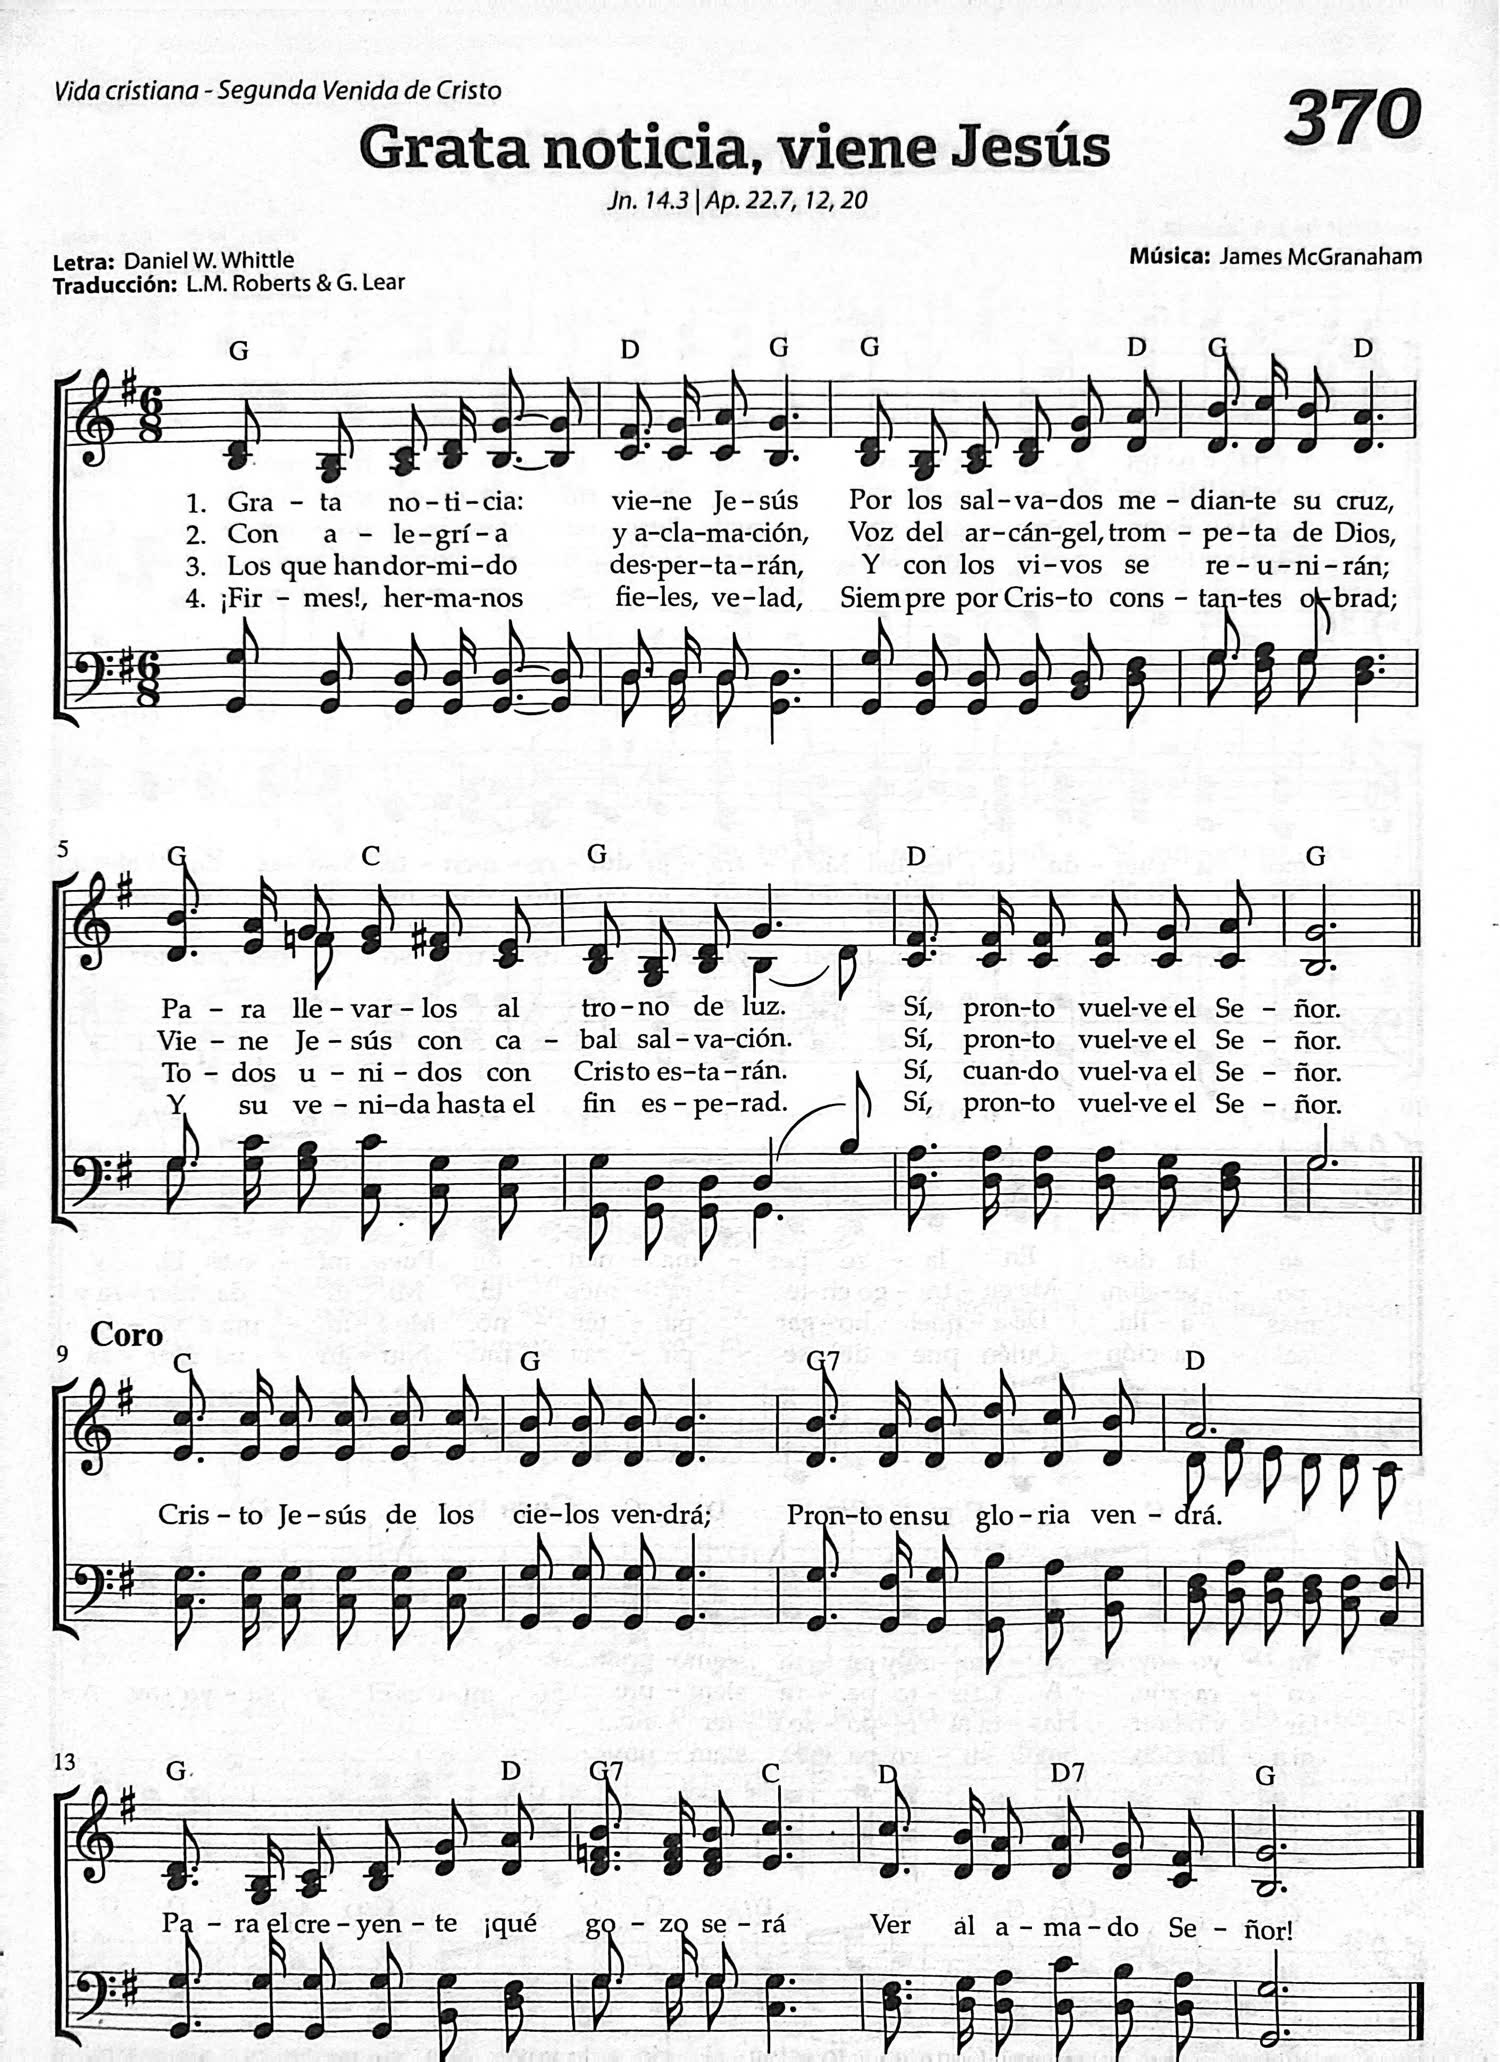 Vida cristiana - Segunda Venida de Cristo
370
Grata noticia, viene Jesús
Jn. 14.3 | Ap. 22.7, 12, 20
Letra: Daniel W. Whittle
Música: James McGranaham
Traducción: L.M. Roberts & G. Lear
G D G G D G D
6 8
1. Gra – ta no – ti – cia: vie–ne Je – sús Por los sal – va – dos me – dian–te su cruz,
2. Con a – le–grí – a y a–cla–ma–ción, Voz del ar–cán–gel, trom – pe – ta de Dios,
3. Los que han dor–mi–do des-per–ta–rán, Y con los vi–vos se re – u – ni – rán;
4. ¡Fir – mes!, her–ma–nos fie–les, ve–lad, Siempre por Cris–to cons – tan–tes o–brad;
6 8
5
G C G D G
Pa – ra lle – var – los al tro – no de luz. Sí, pron–to vuel–ve el Se – ñor.
Vie – ne Je – sús con ca – bal sal – va–ción. Sí, pron–to vuel–ve el Se – ñor.
To – dos u – ni – dos con Cristo es–ta – rán. Sí, cuan–do vuel–va el Se – ñor.
Y su ve – ni–da hasta el fin es – pe–rad. Sí, pron–to vuel–ve el Se – ñor.
Coro
9
C G G7 D
Cris – to Je – sús de los cie–los ven–drá; Pron–to en su glo – ria ven – drá.
13
G D G7 C D D7 G
Pa – ra el cre – yen – te ¡qué go – zo se – rá Ver al a – ma – do Se – ñor!